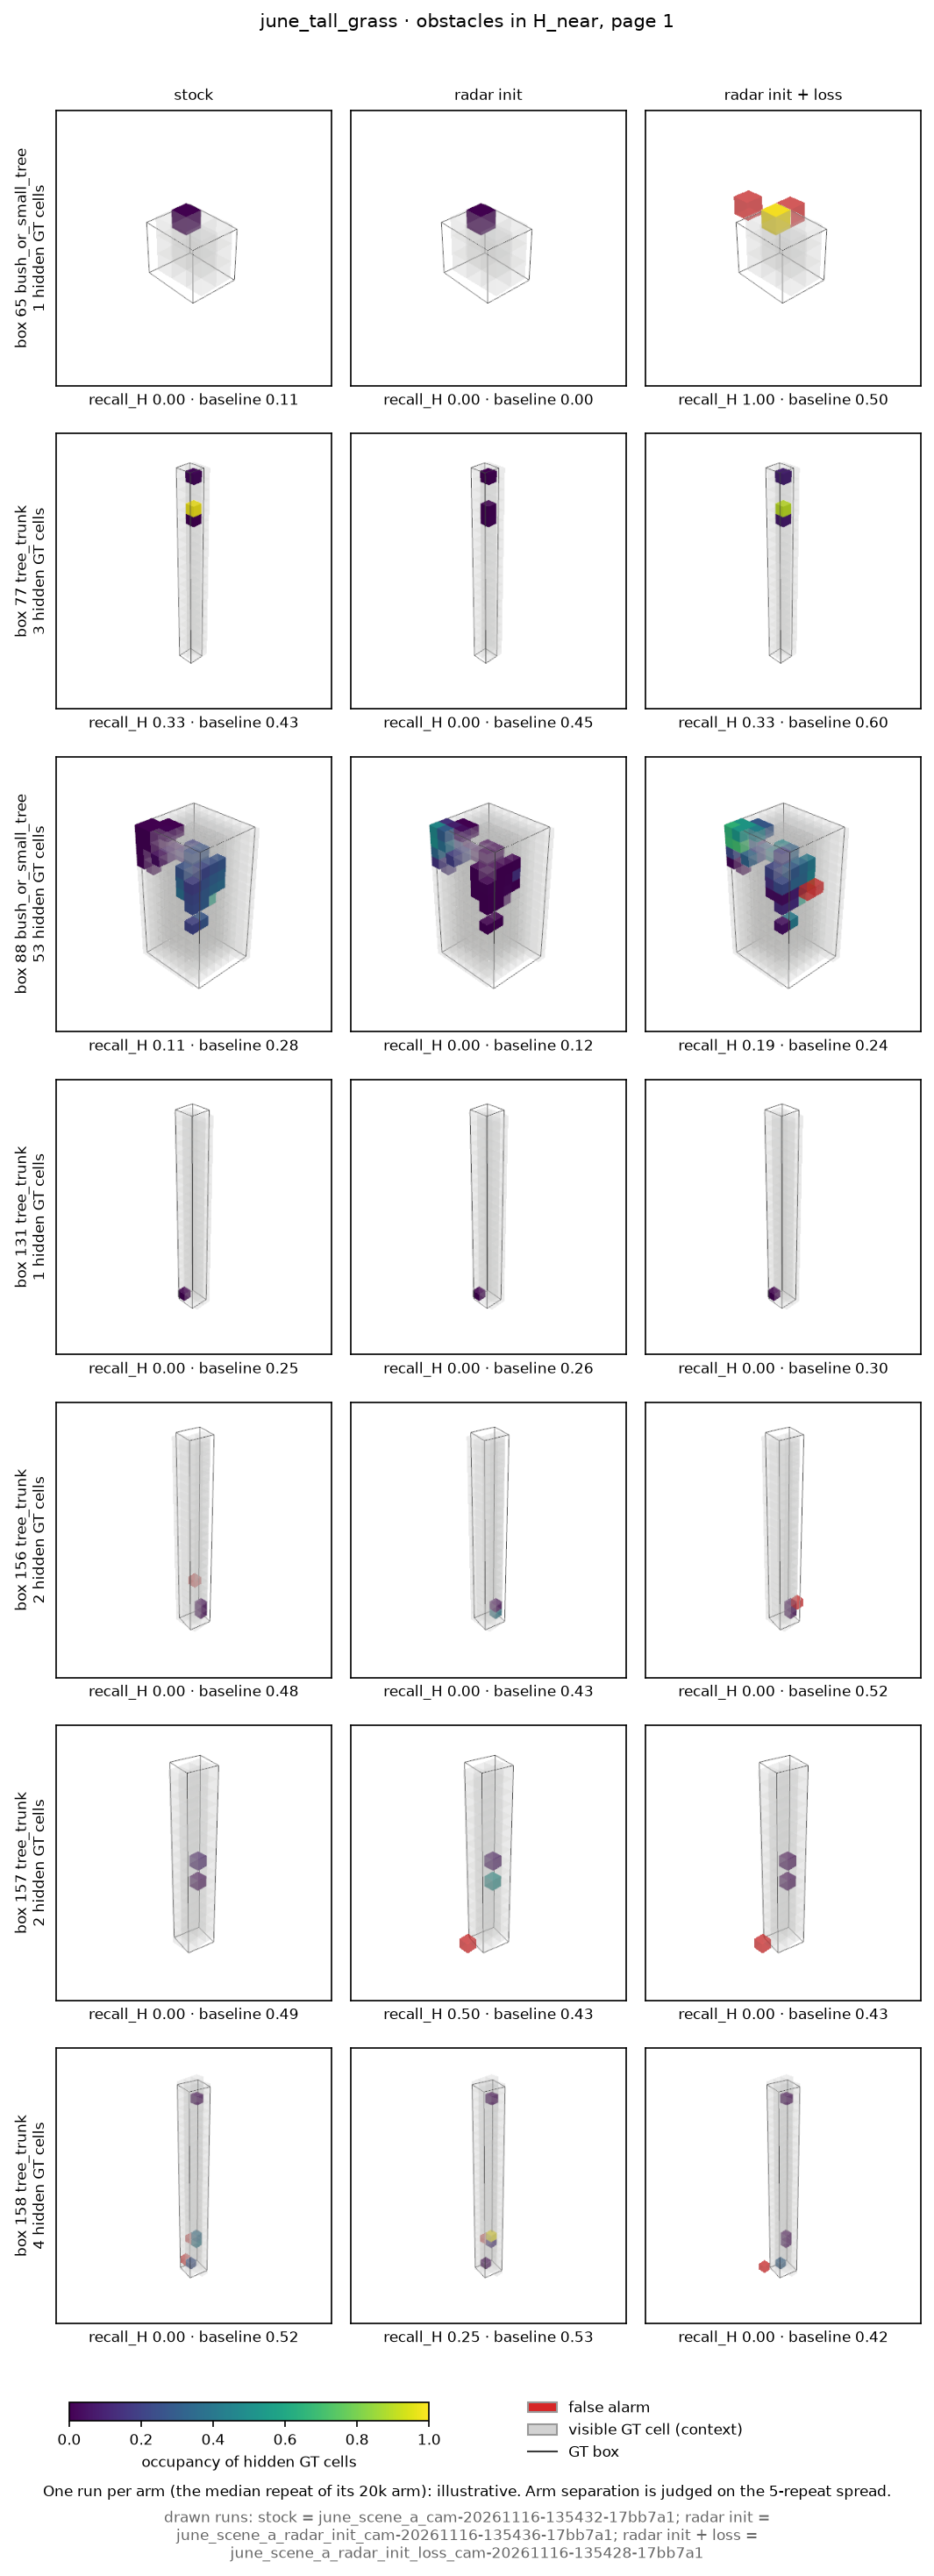 june_tall_grass · obstacles in H_near, page 1
stock
radar init
radar init + loss
box 65 bush_or_small_tree
1 hidden GT cells
recall_H 0.00 · baseline 0.11
recall_H 0.00 · baseline 0.00
recall_H 1.00 · baseline 0.50
box 77 tree_trunk
3 hidden GT cells
recall_H 0.33 · baseline 0.43
recall_H 0.00 · baseline 0.45
recall_H 0.33 · baseline 0.60
box 88 bush_or_small_tree
53 hidden GT cells
recall_H 0.11 · baseline 0.28
recall_H 0.00 · baseline 0.12
recall_H 0.19 · baseline 0.24
box 131 tree_trunk
1 hidden GT cells
recall_H 0.00 · baseline 0.25
recall_H 0.00 · baseline 0.26
recall_H 0.00 · baseline 0.30
box 156 tree_trunk
2 hidden GT cells
recall_H 0.00 · baseline 0.48
recall_H 0.00 · baseline 0.43
recall_H 0.00 · baseline 0.52
box 157 tree_trunk
2 hidden GT cells
recall_H 0.00 · baseline 0.49
recall_H 0.50 · baseline 0.43
recall_H 0.00 · baseline 0.43
box 158 tree_trunk
4 hidden GT cells
recall_H 0.00 · baseline 0.52
recall_H 0.25 · baseline 0.53
recall_H 0.00 · baseline 0.42
0.0 0.2 0.4 0.6 0.8 1.0
occupancy of hidden GT cells
false alarm
visible GT cell (context)
GT box
One run per arm (the median repeat of its 20k arm): illustrative. Arm separation is judged on the 5-repeat spread.
drawn runs: stock = june_scene_a_cam-20261116-135432-17bb7a1; radar init =
june_scene_a_radar_init_cam-20261116-135436-17bb7a1; radar init + loss =
june_scene_a_radar_init_loss_cam-20261116-135428-17bb7a1